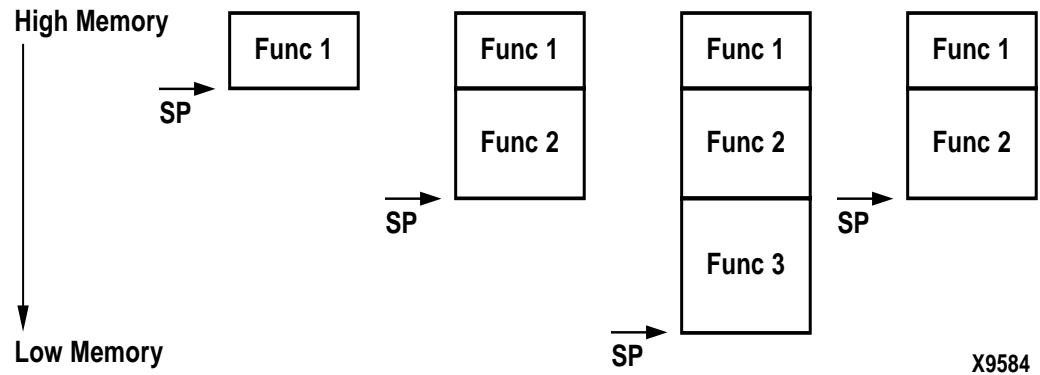 High Memory
Func 1 Func 1 Func 1 Func 1
SP
Func 2 Func 2 Func 2
SP SP
Func 3
Low Memory
SP
X9584